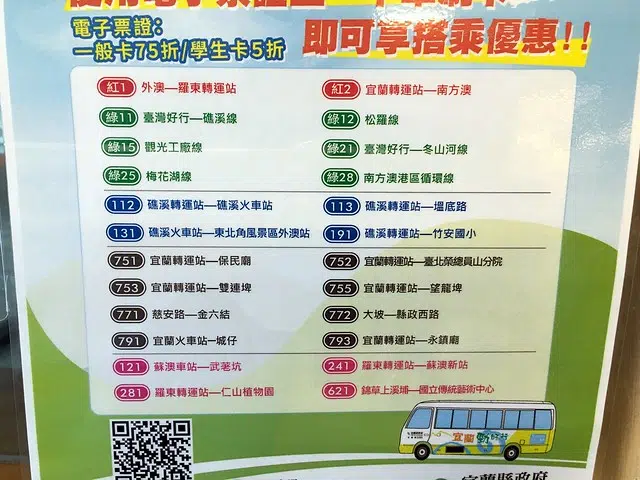 電子票證:
一般卡75折/學生卡5折
即可享搭乘優惠!!
紅1 外澳—羅東轉運站
紅2 宜蘭轉運站—南方澳
綠11 臺灣好行—礁溪線
綠12 松羅線
綠15 觀光工廠線
綠21 臺灣好行—冬山河線
綠25 梅花湖線
綠28 南方澳港區循環線
112 礁溪轉運站—礁溪火車站
113 礁溪轉運站—塭底路
131 礁溪火車站—東北角風景區外澳站
191 礁溪轉運站—竹安國小
751 宜蘭轉運站—保民廟
752 宜蘭轉運站—臺北榮總員山分院
753 宜蘭轉運站—雙連埤
755 宜蘭轉運站—望龍埤
771 慈安路—金六結
772 大坡—縣政西路
791 宜蘭火車站—城仔
793 宜蘭轉運站—永鎮廟
121 蘇澳車站—武荖坑
241 羅東轉運站—蘇澳新站
281 羅東轉運站—仁山植物園
621 錦草上溪埔—國立傳統藝術中心
宜蘭 勁好行
宜蘭縣政府